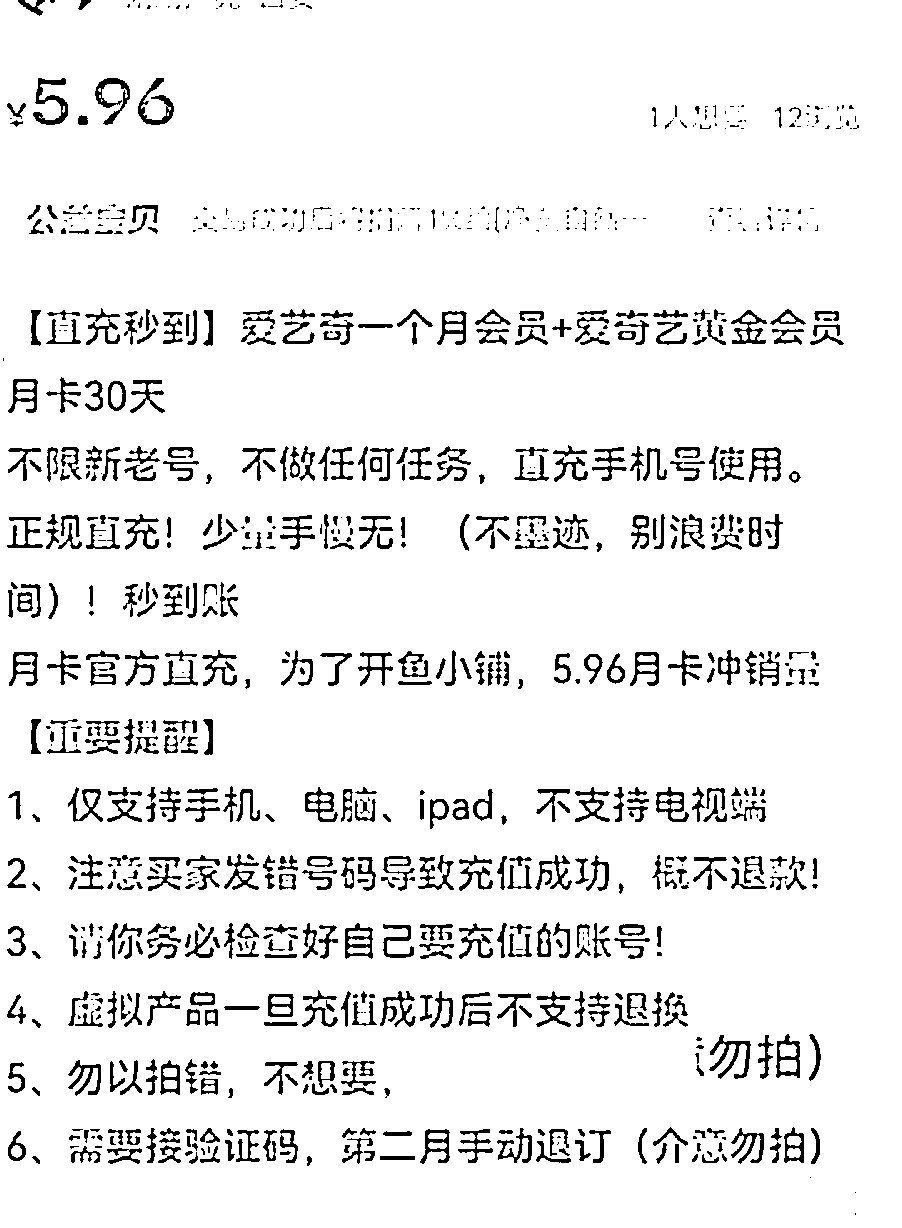 ¥5.96
1人想要 12浏览
公益宝贝
【直充秒到】爱艺奇一个月会员+爱奇艺黄金会员
月卡30天
不限新老号，不做任何任务，直充手机号使用。
正规直充！少量手慢无！（不墨迹，别浪费时
间）！秒到账
月卡官方直充，为了开鱼小铺，5.96月卡冲销量
【重要提醒】
1、仅支持手机、电脑、ipad，不支持电视端
2、注意买家发错号码导致充值成功，概不退款！
3、请你务必检查好自己要充值的账号！
4、虚拟产品一旦充值成功后不支持退换
勿拍）
5、勿以拍错，不想要，
6、需要接验证码，第二月手动退订（介意勿拍）